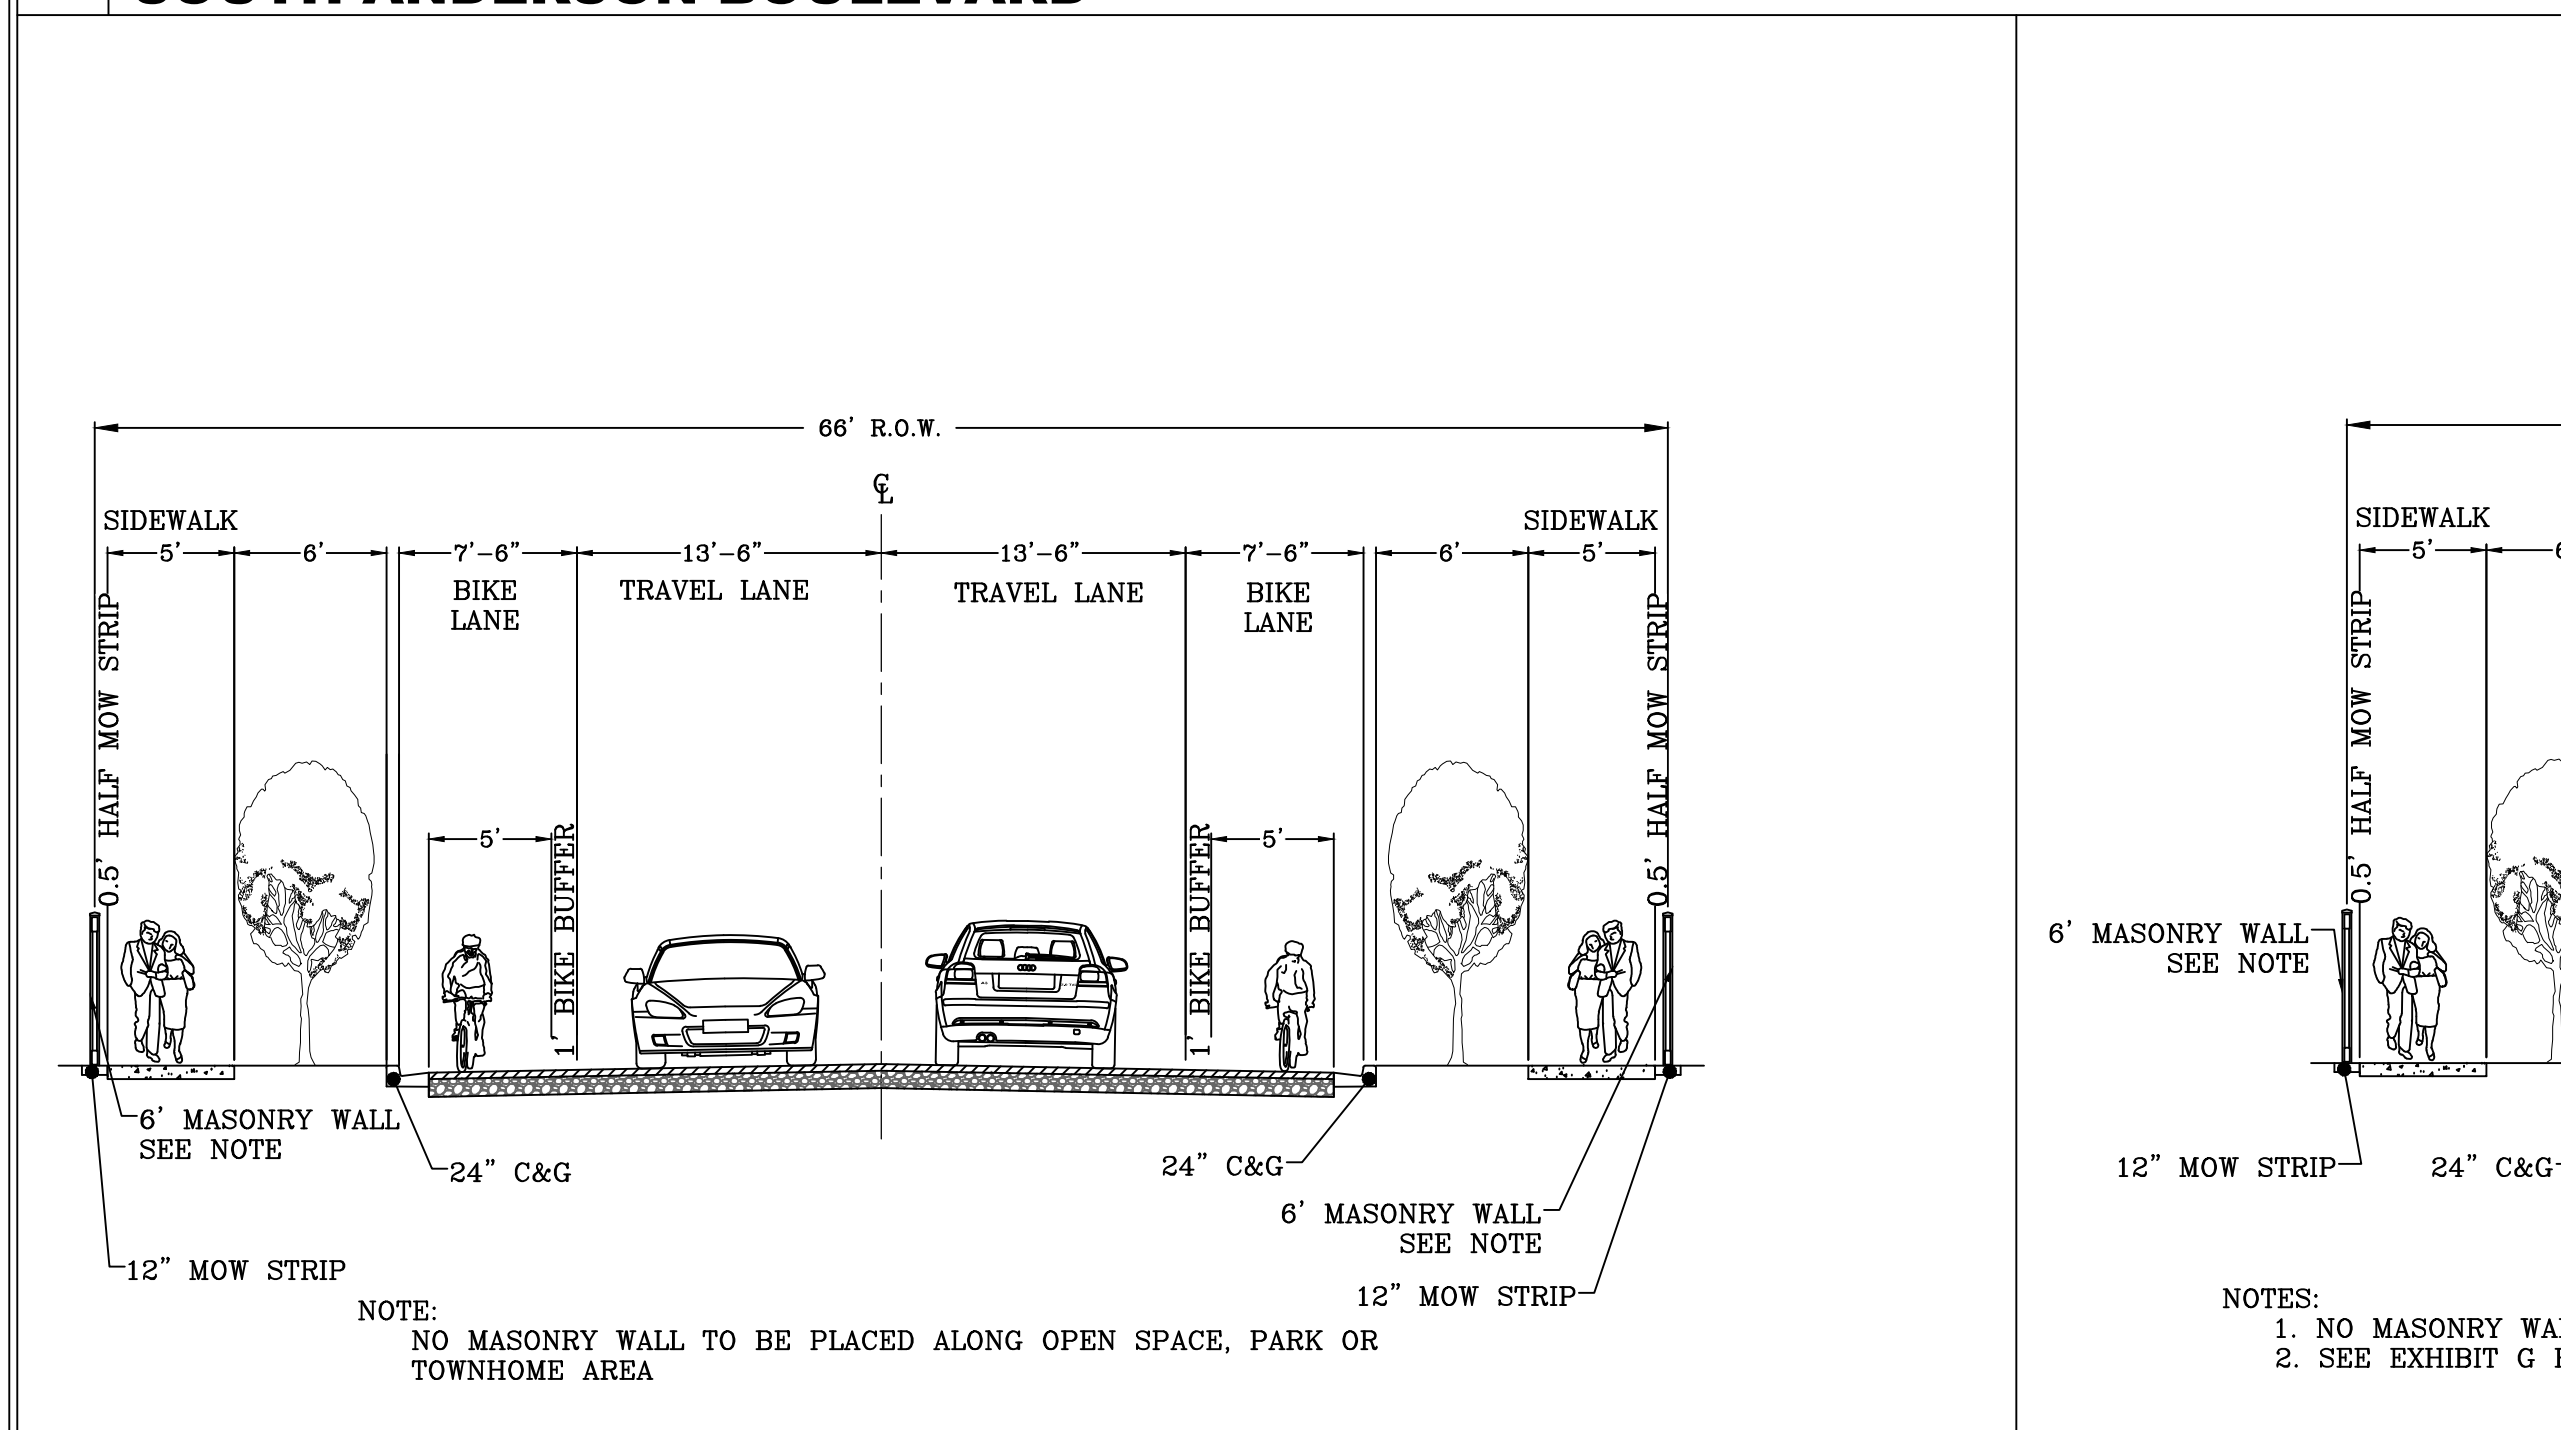 SOUTH ANDERSON BOULEVARD
66' R.O.W.
CL
SIDEWALK
SIDEWALK
5'
6'
7'-6"
13'-6"
13'-6"
7'-6"
6'
5'
BIKE
LANE
TRAVEL LANE
TRAVEL LANE
BIKE
LANE
0.5' HALF MOW STRIP
5'
1' BIKE BUFFER
1' BIKE BUFFER
5'
0.5' HALF MOW STRIP
6' MASONRY WALL
SEE NOTE
24" C&G
12" MOW STRIP
24" C&G
6' MASONRY WALL
SEE NOTE
12" MOW STRIP
NOTE:
NO MASONRY WALL TO BE PLACED ALONG OPEN SPACE, PARK OR
TOWNHOME AREA
SIDEWALK
5'
0.5' HALF MOW STRIP
6' MASONRY WALL
SEE NOTE
12" MOW STRIP
24" C&G
NOTES:
1. NO MASONRY
2. SEE EXHIBIT G